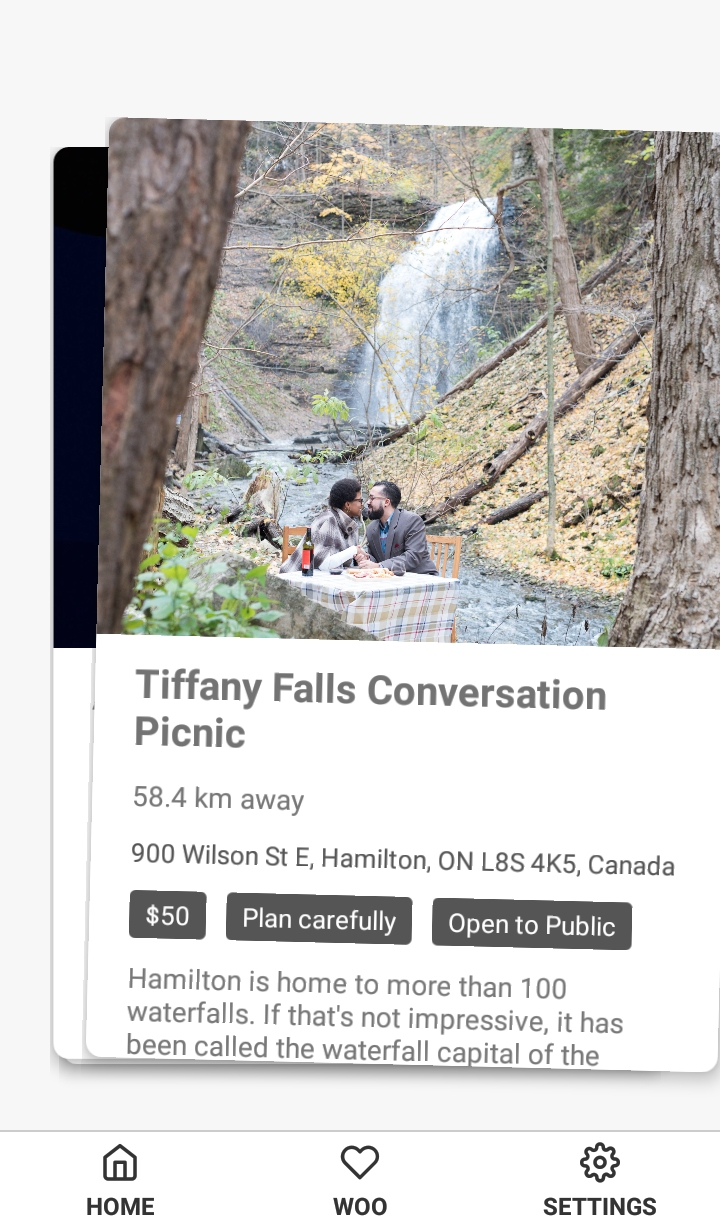 Tiffany Falls Conversation
Picnic
58.4 km away
900 Wilson St E, Hamilton, ON L8S 4K5, Canada
$50 Plan carefully Open to Public
Hamilton is home to more than 100
waterfalls. If that's not impressive, it has
been called the waterfall capital of the
HOME WOO SETTINGS